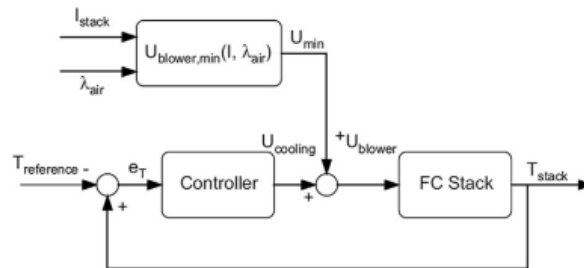 I_stack
U_blower,min(I, λ_air)
U_min
λ_air
U_cooling
+U_blower
T_reference -
e_T
Controller
+
FC Stack
T_stack
+